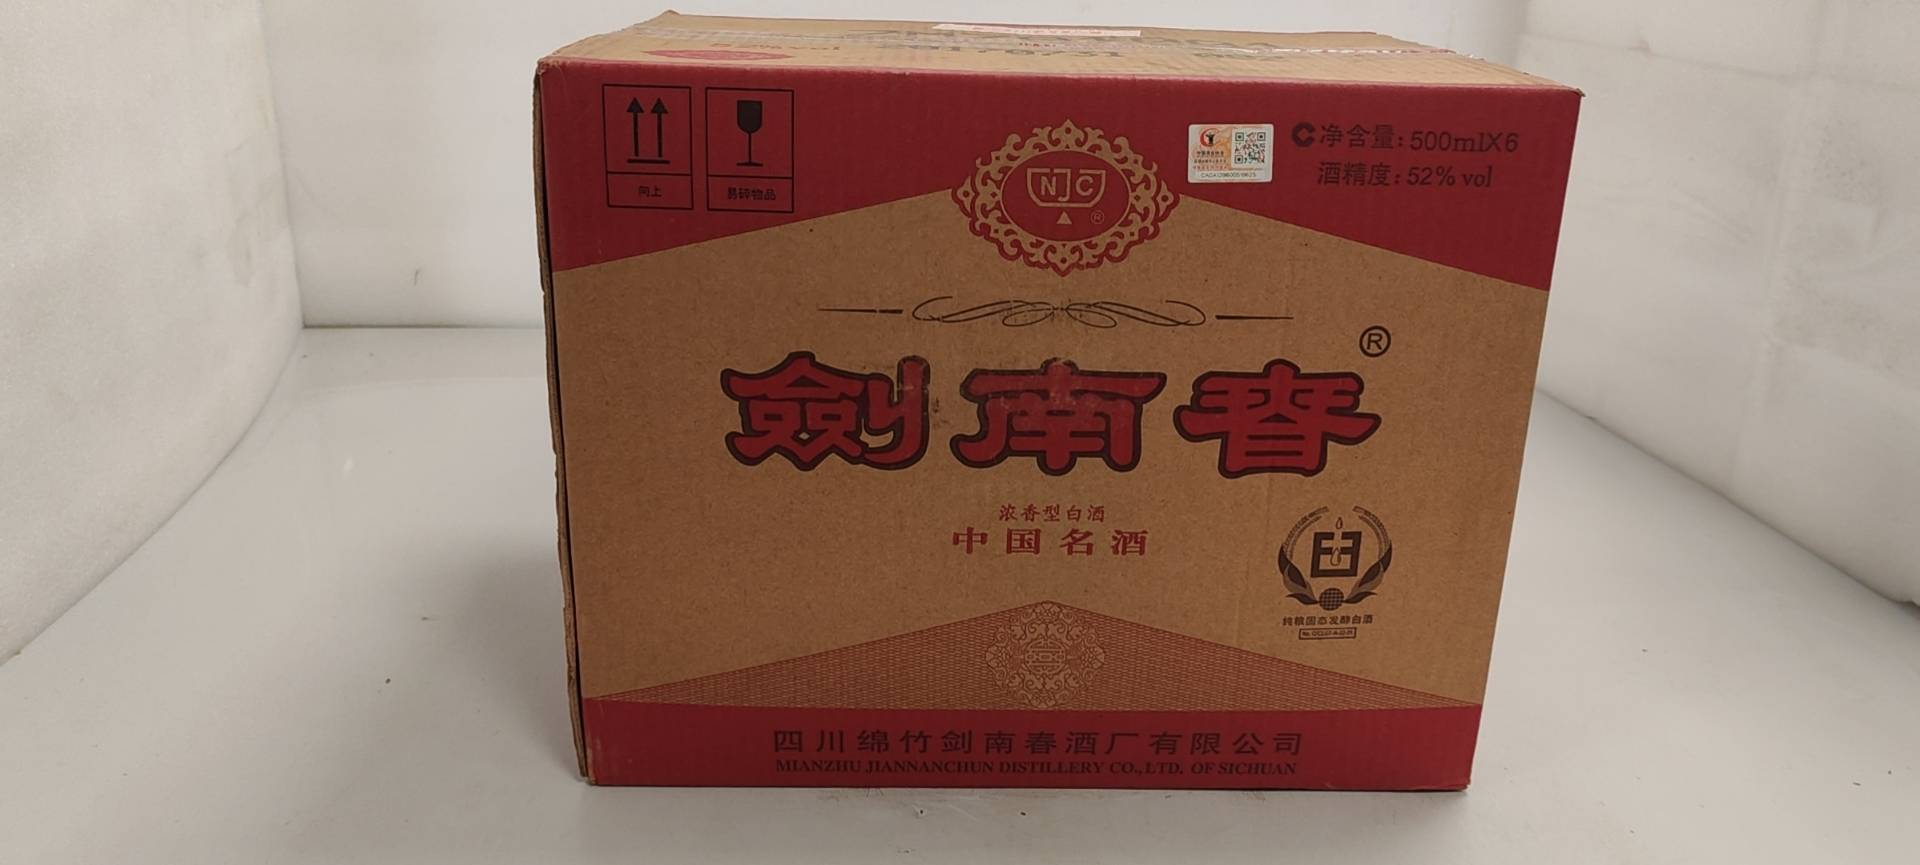 向上
易碎物品
NJC
®
净含量: 500mlX6
酒精度: 52% vol
劍南春®
浓香型白酒
中国名酒
纯粮固态发酵白酒
四川绵竹剑南春酒厂有限公司
MIANZHU JIANNANCHUN DISTILLERY CO., LTD. OF SICHUAN